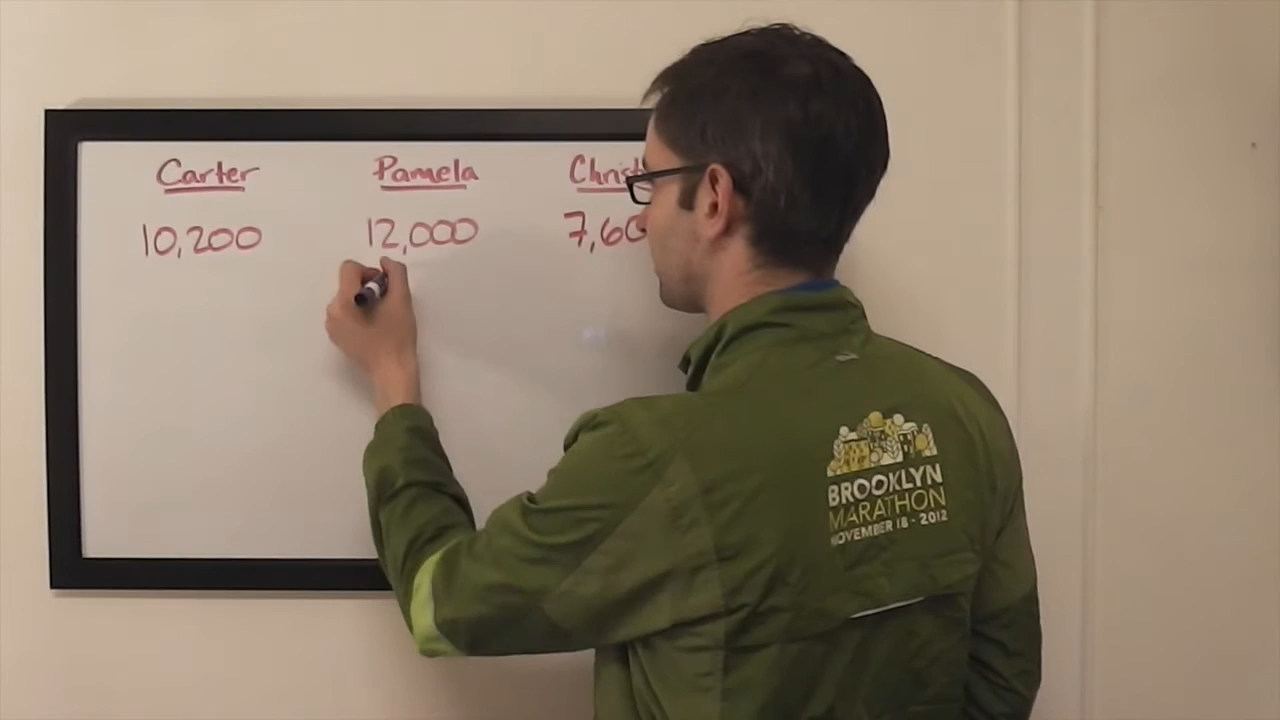 Carter Pamela Christ
10,200 12,000 7,60
BROOKLYN
MARATHON
NOVEMBER 18 - 2012